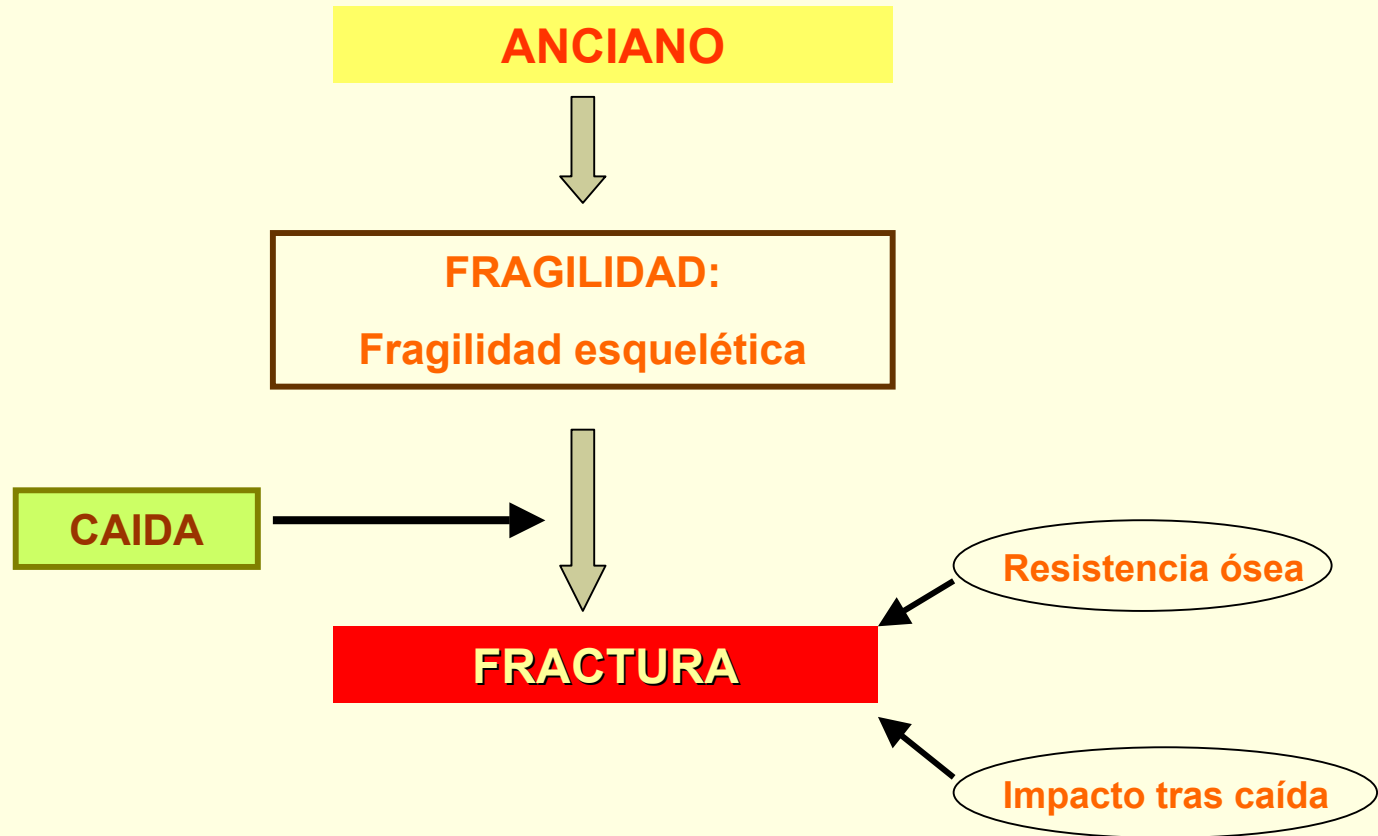 ANCIANO
FRAGILIDAD:
Fragilidad esquelética
CAIDA
Resistencia ósea
FRACTURA
Impacto tras caída